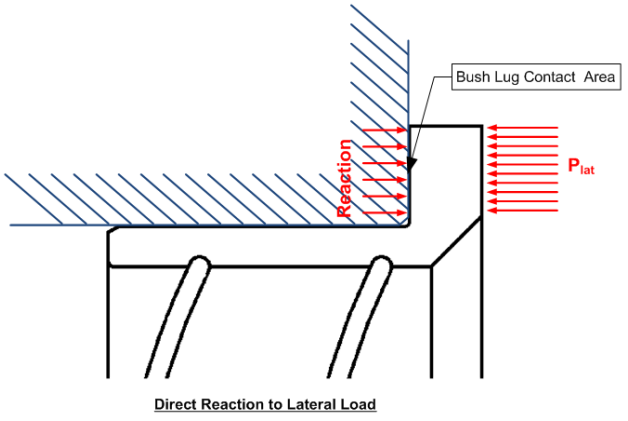 Bush Lug Contact Area
Reaction
Plat
Direct Reaction to Lateral Load